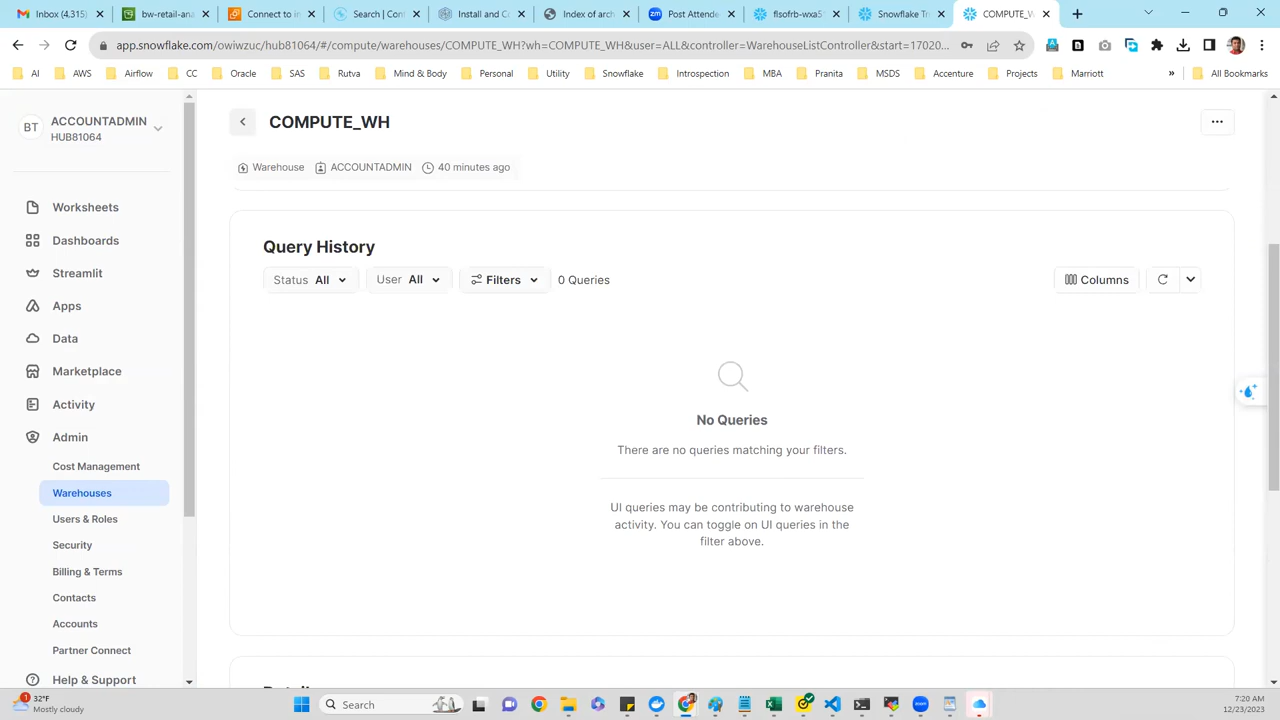 Inbox (4,315)
bw-retail-ana
Connect to in
Search | Con
Install and Co
Index of arch
Post Attende
flsofrb-wxa5
Snowflake Tr
COMPUTE_W
app.snowflake.com/owiwzuc/hub81064/#/compute/warehouses/COMPUTE_WH?wh=COMPUTE_WH&user=ALL&controller=WarehouseListController&start=17020...
AI
AWS
Airflow
CC
Oracle
SAS
Rutva
Mind & Body
Personal
Utility
Snowflake
Introspection
MBA
Pranita
MSDS
Accenture
Projects
Marriott
»
All Bookmarks
BT
ACCOUNTADMIN
HUB81064
Worksheets
Dashboards
Streamlit
Apps
Data
Marketplace
Activity
Admin
Cost Management
Warehouses
Users & Roles
Security
Billing & Terms
Contacts
Accounts
Partner Connect
Help & Support
COMPUTE_WH
Warehouse ACCOUNTADMIN 40 minutes ago
Query History
Status All User All Filters 0 Queries Columns
No Queries
There are no queries matching your filters.
UI queries may be contributing to warehouse
activity. You can toggle on UI queries in the
filter above.
1
32°F
Mostly cloudy
Search
7:20 AM
12/23/2023